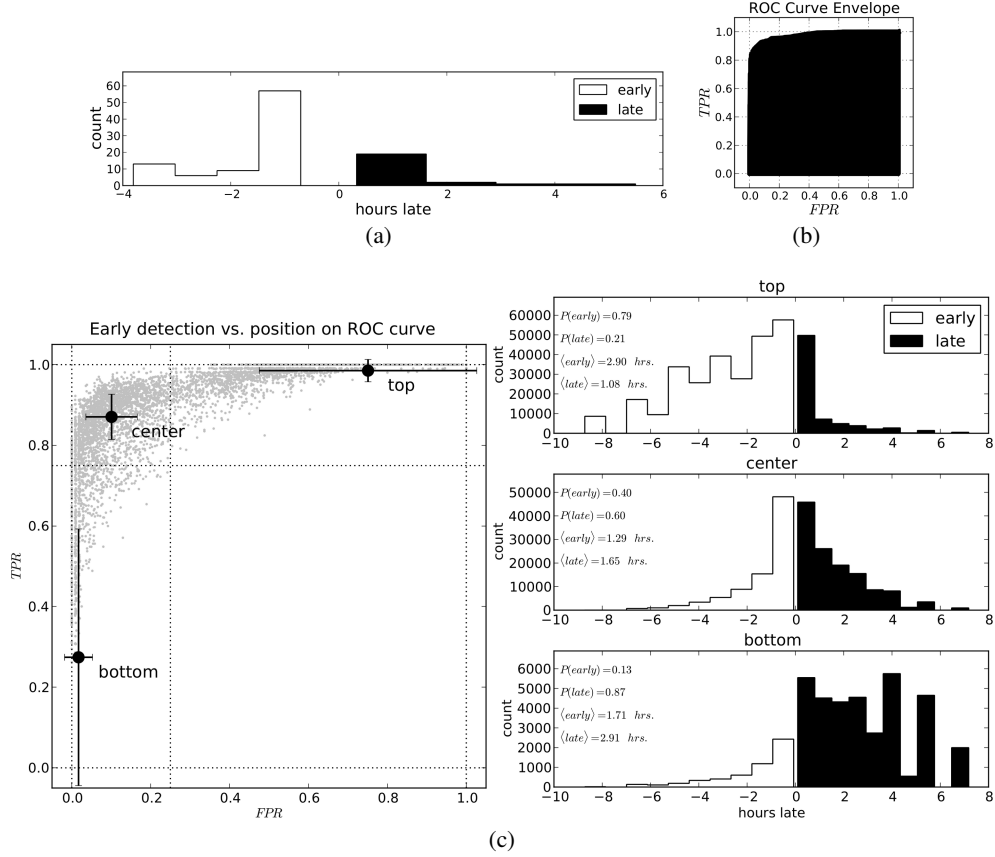 ROC Curve Envelope
60
50
40
30
20
10
0
count
−4
−2
0
2
4
6
hours late
early
late
(a)
1.0
0.8
0.6
0.4
0.2
0.0
TPR
0.0 0.2 0.4 0.6 0.8 1.0
FPR
(b)
Early detection vs. position on ROC curve
1.0
0.8
0.6
0.4
0.2
0.0
TPR
top
center
bottom
0.0 0.2 0.4 0.6 0.8 1.0
FPR
top
60000
50000
40000
30000
20000
10000
0
count
P(early)=0.79
P(late)=0.21
⟨early⟩=2.90 hrs.
⟨late⟩=1.08 hrs.
early
late
−10 −8 −6 −4 −2 0 2 4 6 8
center
50000
40000
30000
20000
10000
0
count
P(early)=0.40
P(late)=0.60
⟨early⟩=1.29 hrs.
⟨late⟩=1.65 hrs.
−10 −8 −6 −4 −2 0 2 4 6 8
bottom
6000
5000
4000
3000
2000
1000
0
count
P(early)=0.13
P(late)=0.87
⟨early⟩=1.71 hrs.
⟨late⟩=2.91 hrs.
−10 −8 −6 −4 −2 0 2 4 6 8
hours late
(c)